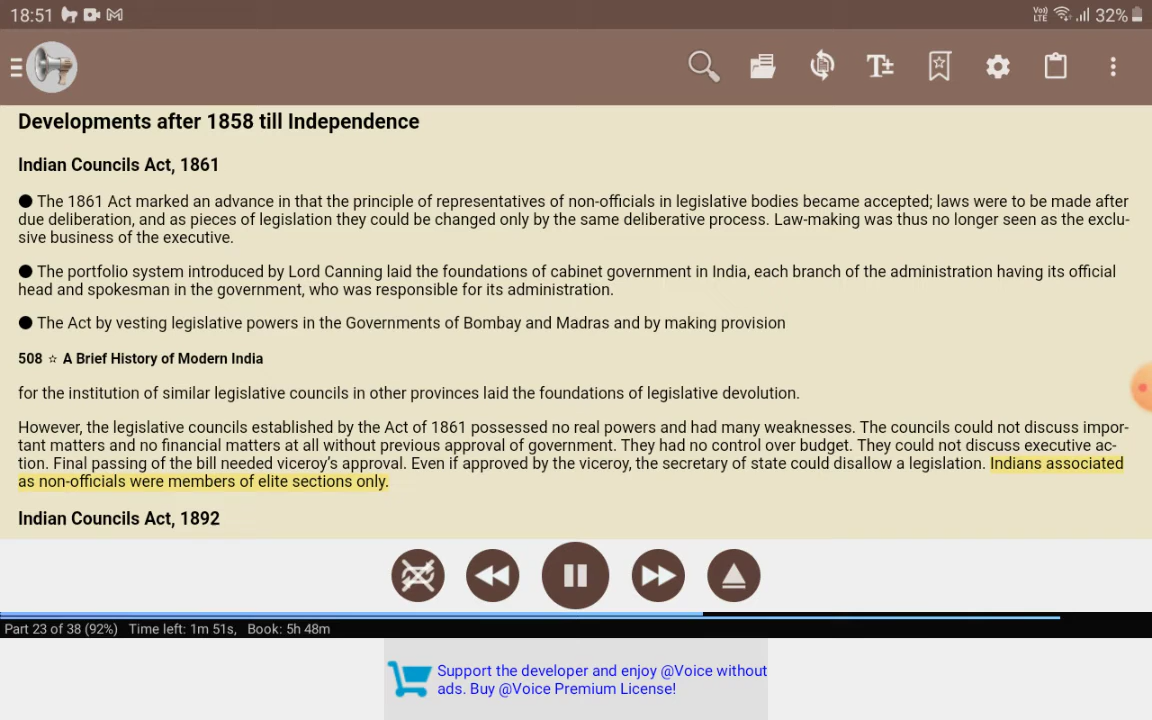 18:51
Vo)) LTE 32%
T±
Developments after 1858 till Independence
Indian Councils Act, 1861
● The 1861 Act marked an advance in that the principle of representatives of non-officials in legislative bodies became accepted; laws were to be made after
due deliberation, and as pieces of legislation they could be changed only by the same deliberative process. Law-making was thus no longer seen as the exclu-
sive business of the executive.
● The portfolio system introduced by Lord Canning laid the foundations of cabinet government in India, each branch of the administration having its official
head and spokesman in the government, who was responsible for its administration.
● The Act by vesting legislative powers in the Governments of Bombay and Madras and by making provision
508 ☆ A Brief History of Modern India
for the institution of similar legislative councils in other provinces laid the foundations of legislative devolution.
However, the legislative councils established by the Act of 1861 possessed no real powers and had many weaknesses. The councils could not discuss impor-
tant matters and no financial matters at all without previous approval of government. They had no control over budget. They could not discuss executive ac-
tion. Final passing of the bill needed viceroy's approval. Even if approved by the viceroy, the secretary of state could disallow a legislation. Indians associated
as non-officials were members of elite sections only.
Indian Councils Act, 1892
Part 23 of 38 (92%) Time left: 1m 51s, Book: 5h 48m
Support the developer and enjoy @Voice without
ads. Buy @Voice Premium License!